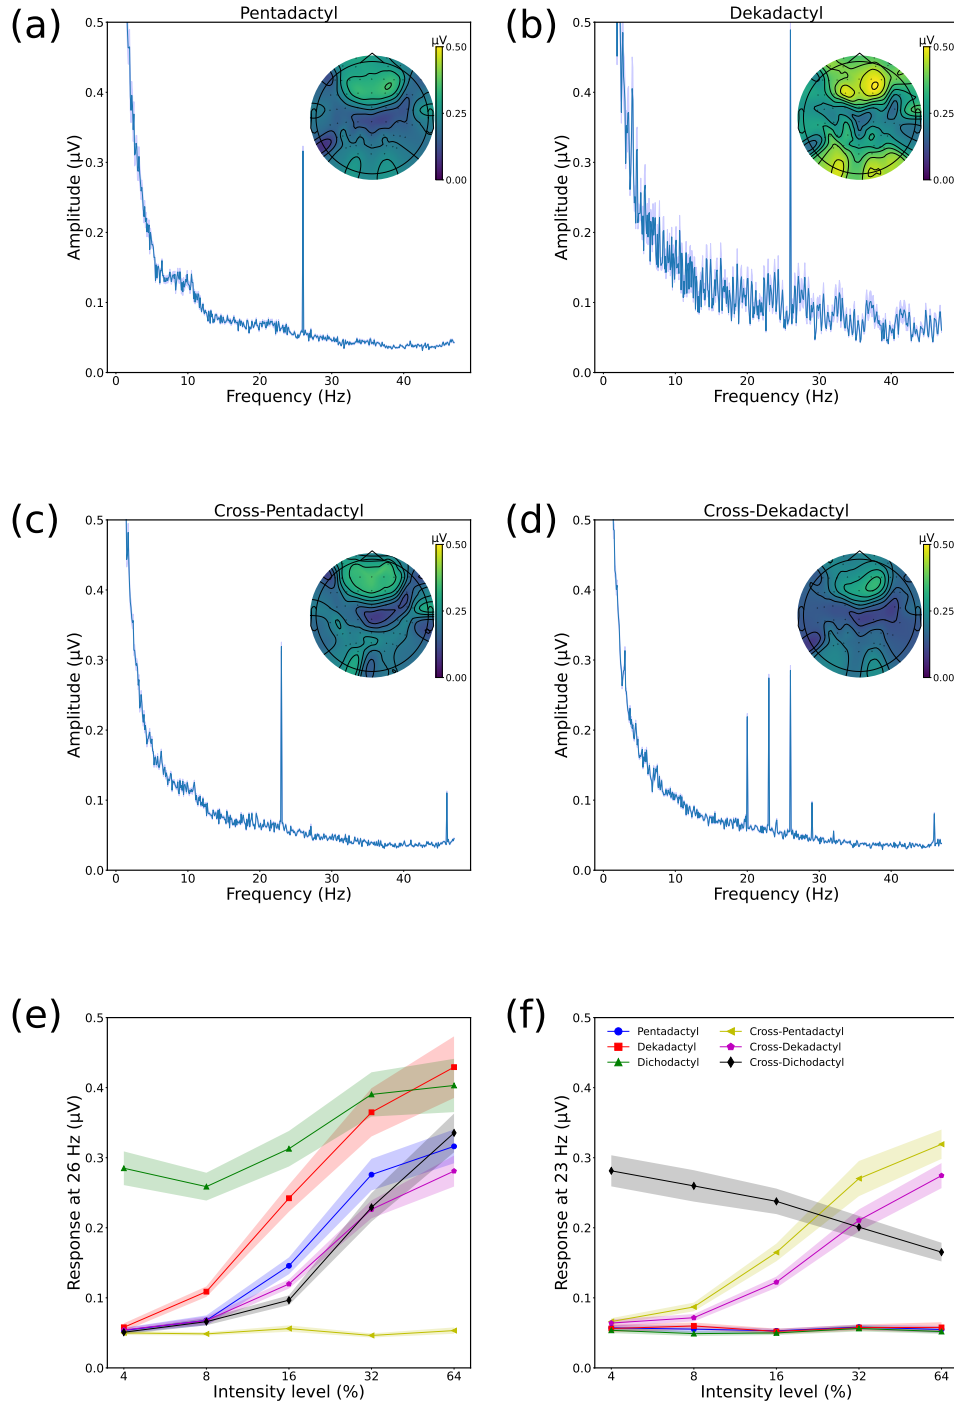 (a)
Pentadactyl
0.5
0.4
0.3
0.2
0.1
0.0
Amplitude (µV)
0 10 20 30 40
Frequency (Hz)
µV
0.50
0.25
0.00
(b)
Dekadactyl
0.5
0.4
0.3
0.2
0.1
0.0
Amplitude (µV)
0 10 20 30 40
Frequency (Hz)
µV
0.50
0.25
0.00
(c)
Cross-Pentadactyl
0.5
0.4
0.3
0.2
0.1
0.0
Amplitude (µV)
0 10 20 30 40
Frequency (Hz)
µV
0.50
0.25
0.00
(d)
Cross-Dekadactyl
0.5
0.4
0.3
0.2
0.1
0.0
Amplitude (µV)
0 10 20 30 40
Frequency (Hz)
µV
0.50
0.25
0.00
(e)
0.5
0.4
0.3
0.2
0.1
0.0
Response at 26 Hz (µV)
4 8 16 32 64
Intensity level (%)
(f)
0.5
0.4
0.3
0.2
0.1
0.0
Response at 23 Hz (µV)
Pentadactyl
Dekadactyl
Dichodactyl
Cross-Pentadactyl
Cross-Dekadactyl
Cross-Dichodactyl
4 8 16 32 64
Intensity level (%)